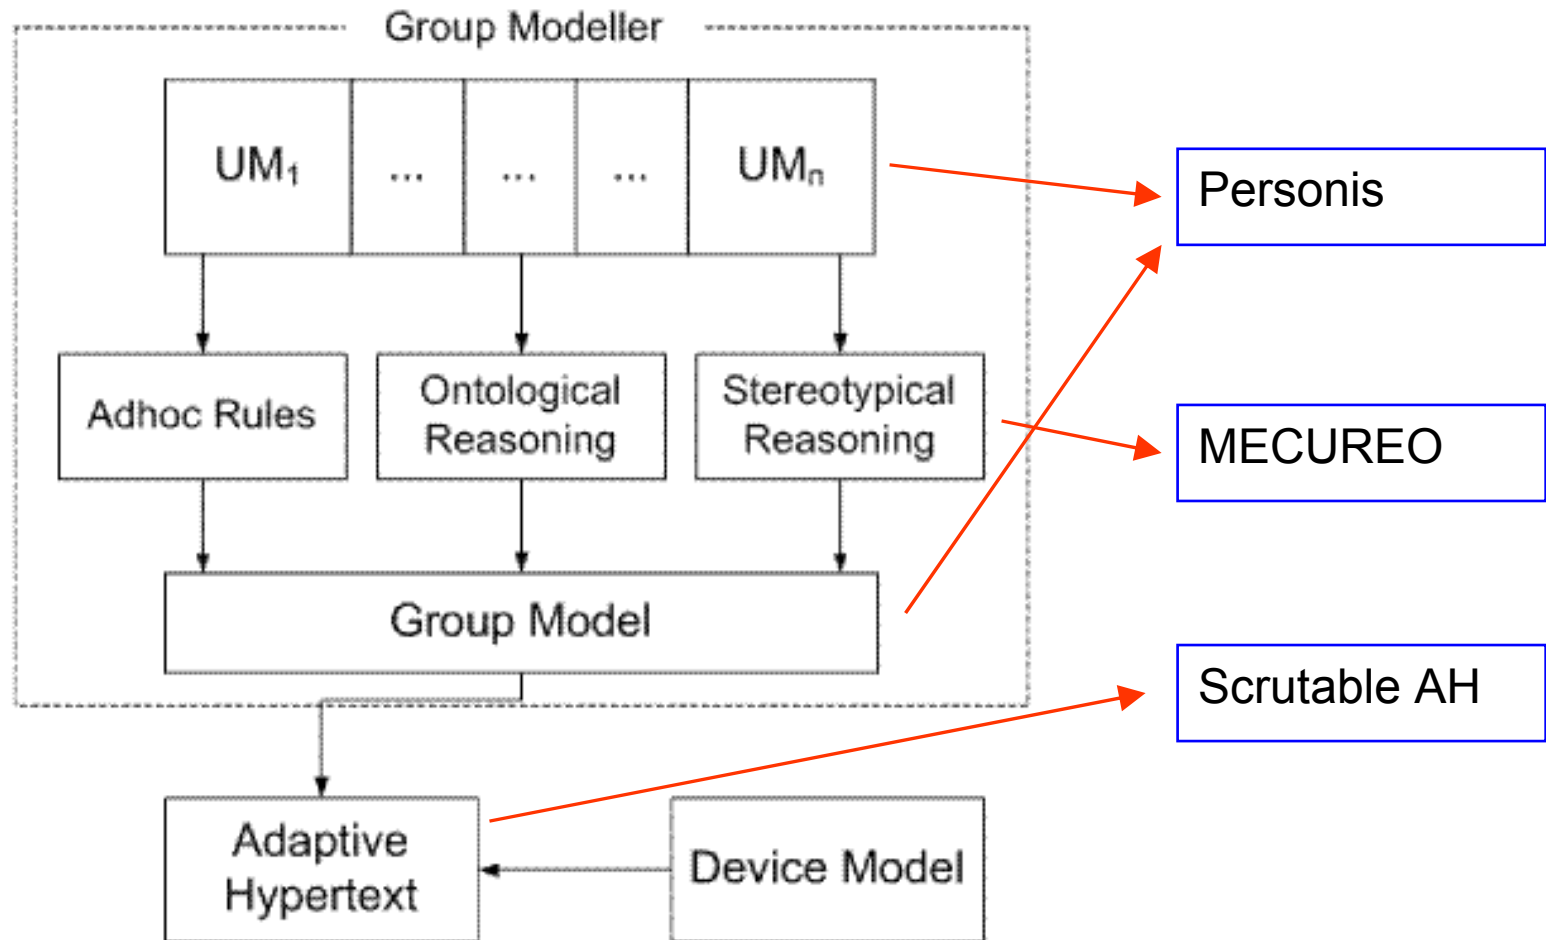 Group Modeller
UM₁ ... ... ... UMₙ
Personis
Adhoc Rules
Ontological
Reasoning
Stereotypical
Reasoning
MECUREO
Group Model
Scrutable AH
Adaptive
Hypertext
Device Model